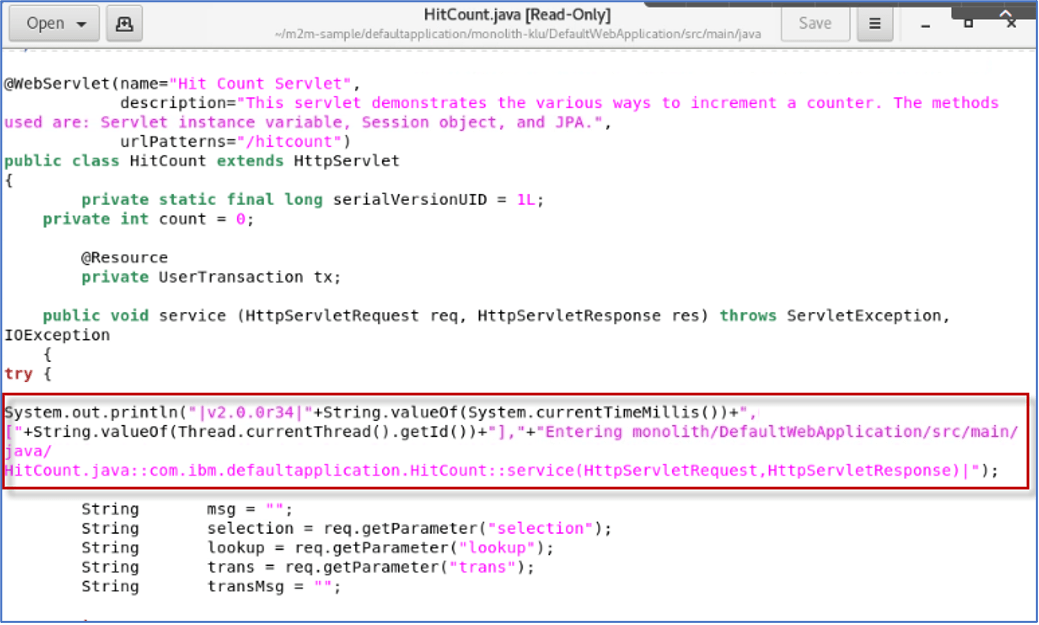 Open
HitCount.java [Read-Only]
~/m2m-sample/defaultapplication/monolith-klu/DefaultWebApplication/src/main/java
Save
@WebServlet(name="Hit Count Servlet",
description="This servlet demonstrates the various ways to increment a counter. The methods
used are: Servlet instance variable, Session object, and JPA.",
urlPatterns="/hitcount")
public class HitCount extends HttpServlet
{
private static final long serialVersionUID = 1L;
private int count = 0;
@Resource
private UserTransaction tx;
public void service (HttpServletRequest req, HttpServletResponse res) throws ServletException,
IOException
{
try {
System.out.println("|v2.0.0r34|"+String.valueOf(System.currentTimeMillis())+",
["+String.valueOf(Thread.currentThread().getId())+"],"+"Entering monolith/DefaultWebApplication/src/main/
java/
HitCount.java::com.ibm.defaultapplication.HitCount::service(HttpServletRequest,HttpServletResponse)|");
String msg = "";
String selection = req.getParameter("selection");
String lookup = req.getParameter("lookup");
String trans = req.getParameter("trans");
String transMsg = "";